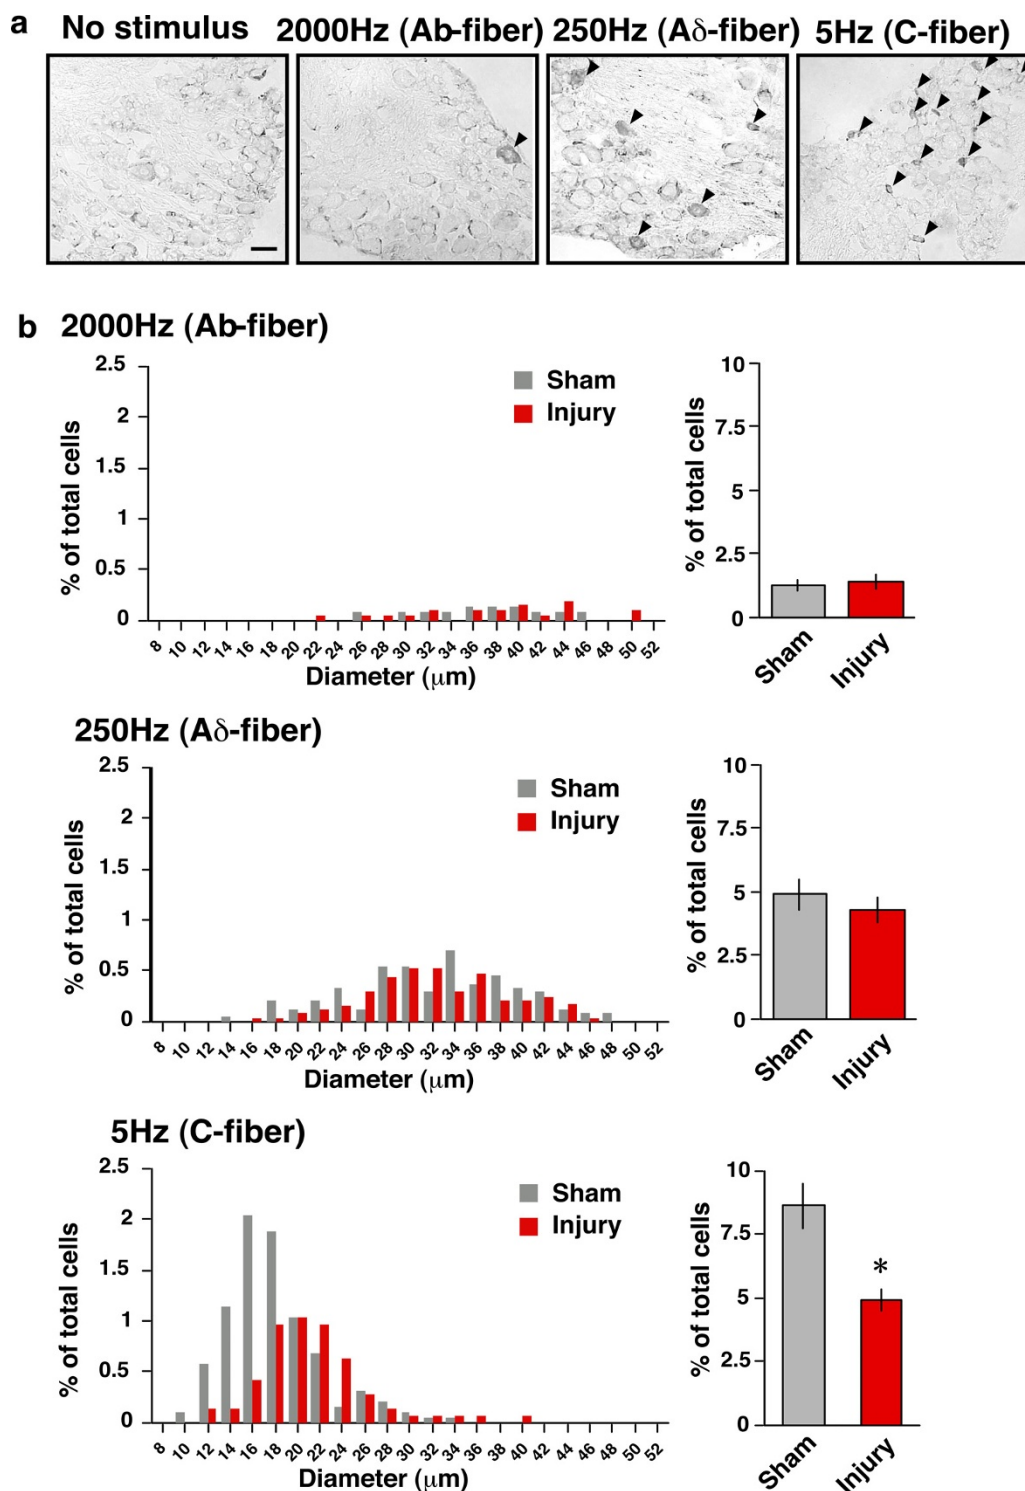 a
No stimulus 2000Hz (Ab-fiber) 250Hz (Aδ-fiber) 5Hz (C-fiber)
b 2000Hz (Ab-fiber)
% of total cells
2.5
2
1.5
1
0.5
0
Sham
Injury
8 10 12 14 16 18 20 22 24 26 28 30 32 34 36 38 40 42 44 46 48 50 52
Diameter (μm)
% of total cells
10
7.5
5
2.5
0
Sham Injury
250Hz (Aδ-fiber)
% of total cells
2.5
2
1.5
1
0.5
0
Sham
Injury
8 10 12 14 16 18 20 22 24 26 28 30 32 34 36 38 40 42 44 46 48 50 52
Diameter (μm)
% of total cells
10
7.5
5
2.5
0
Sham Injury
5Hz (C-fiber)
% of total cells
2.5
2
1.5
1
0.5
0
Sham
Injury
8 10 12 14 16 18 20 22 24 26 28 30 32 34 36 38 40 42 44 46 48 50 52
Diameter (μm)
% of total cells
10
7.5
5
2.5
0
*
Sham Injury